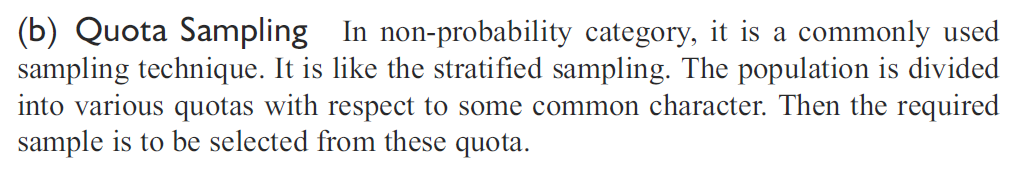 (b) Quota Sampling In non-probability category, it is a commonly used
sampling technique. It is like the stratified sampling. The population is divided
into various quotas with respect to some common character. Then the required
sample is to be selected from these quota.